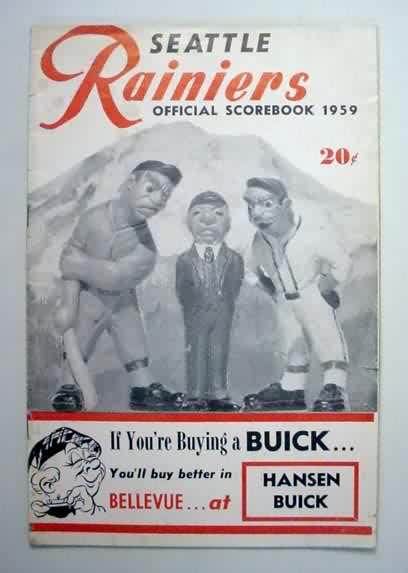 SEATTLE
Rainiers
OFFICIAL SCOREBOOK 1959
20¢
If You're Buying a BUICK...
You'll buy better in
BELLEVUE... at
HANSEN
BUICK